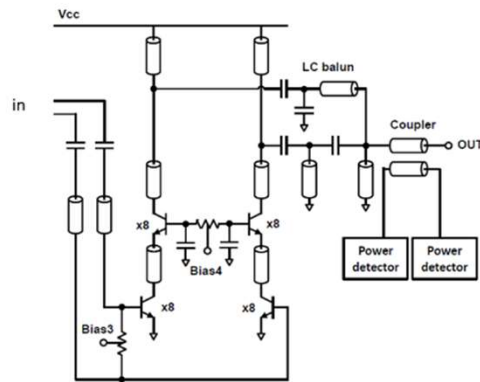 Vcc
LC balun
in
Coupler
OUT
x8
x8
Bias4
Power detector
Power detector
Bias3
x8
x8